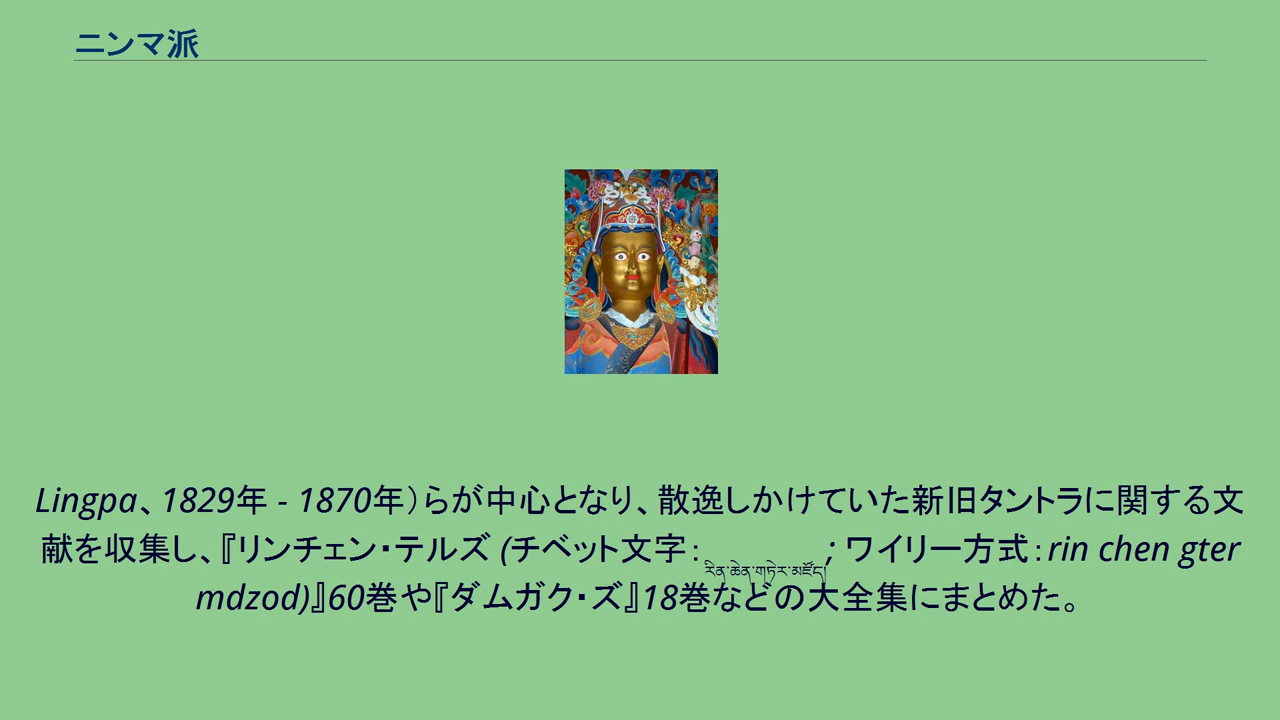 ニンマ派
Lingpa、1829年 - 1870年）らが中心となり、散逸しかけていた新旧タントラに関する文
献を収集し、『リンチェン・テルズ (チベット文字：རིན་ཆེན་གཏེར་མཛོད།; ワイリー方式：rin chen gter
mdzod)』60巻や『ダムガク・ズ』18巻などの大全集にまとめた。